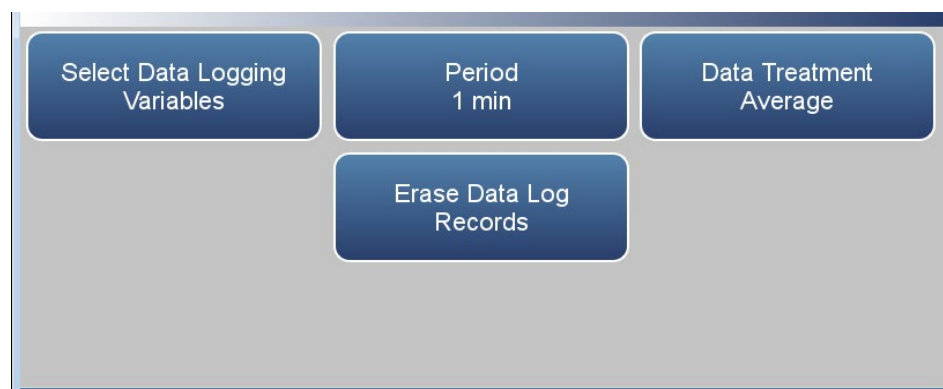 Select Data Logging
Variables
Period
1 min
Data Treatment
Average
Erase Data Log
Records